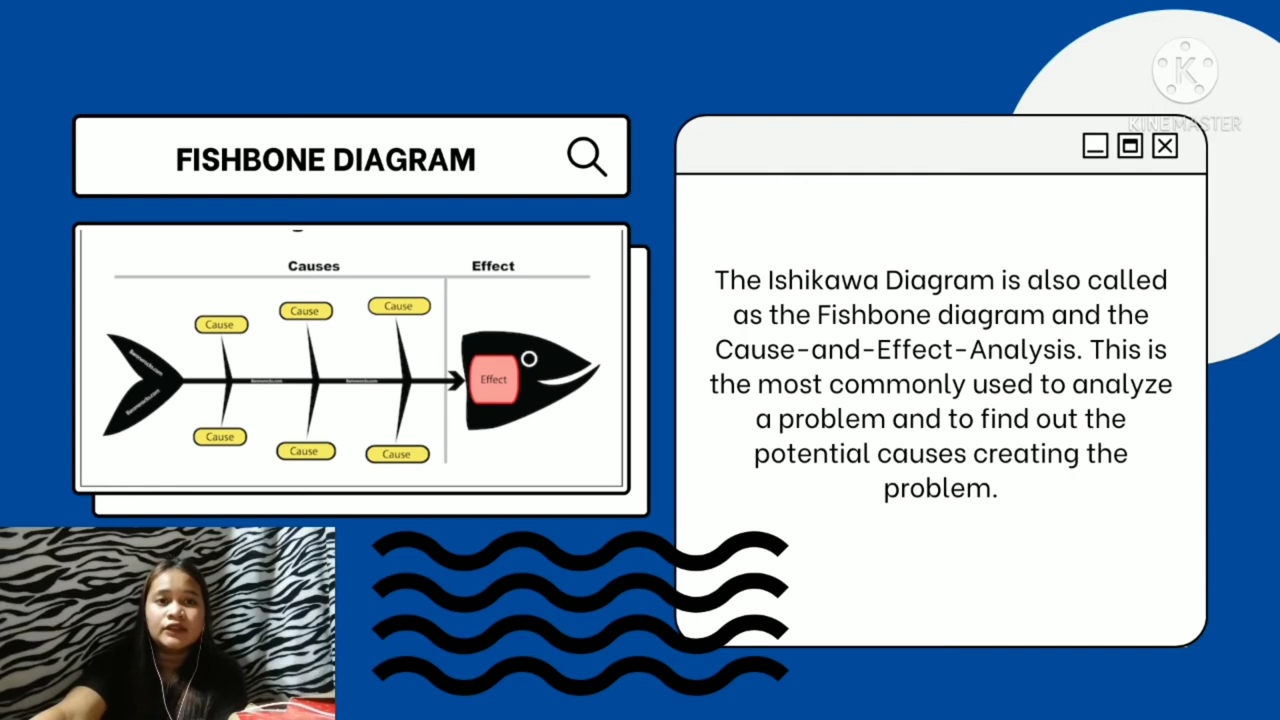 KINEMASTER
FISHBONE DIAGRAM
Causes
Effect
Cause
Cause
Cause
Effect
Cause
Cause
Cause
The Ishikawa Diagram is also called
as the Fishbone diagram and the
Cause-and-Effect-Analysis. This is
the most commonly used to analyze
a problem and to find out the
potential causes creating the
problem.